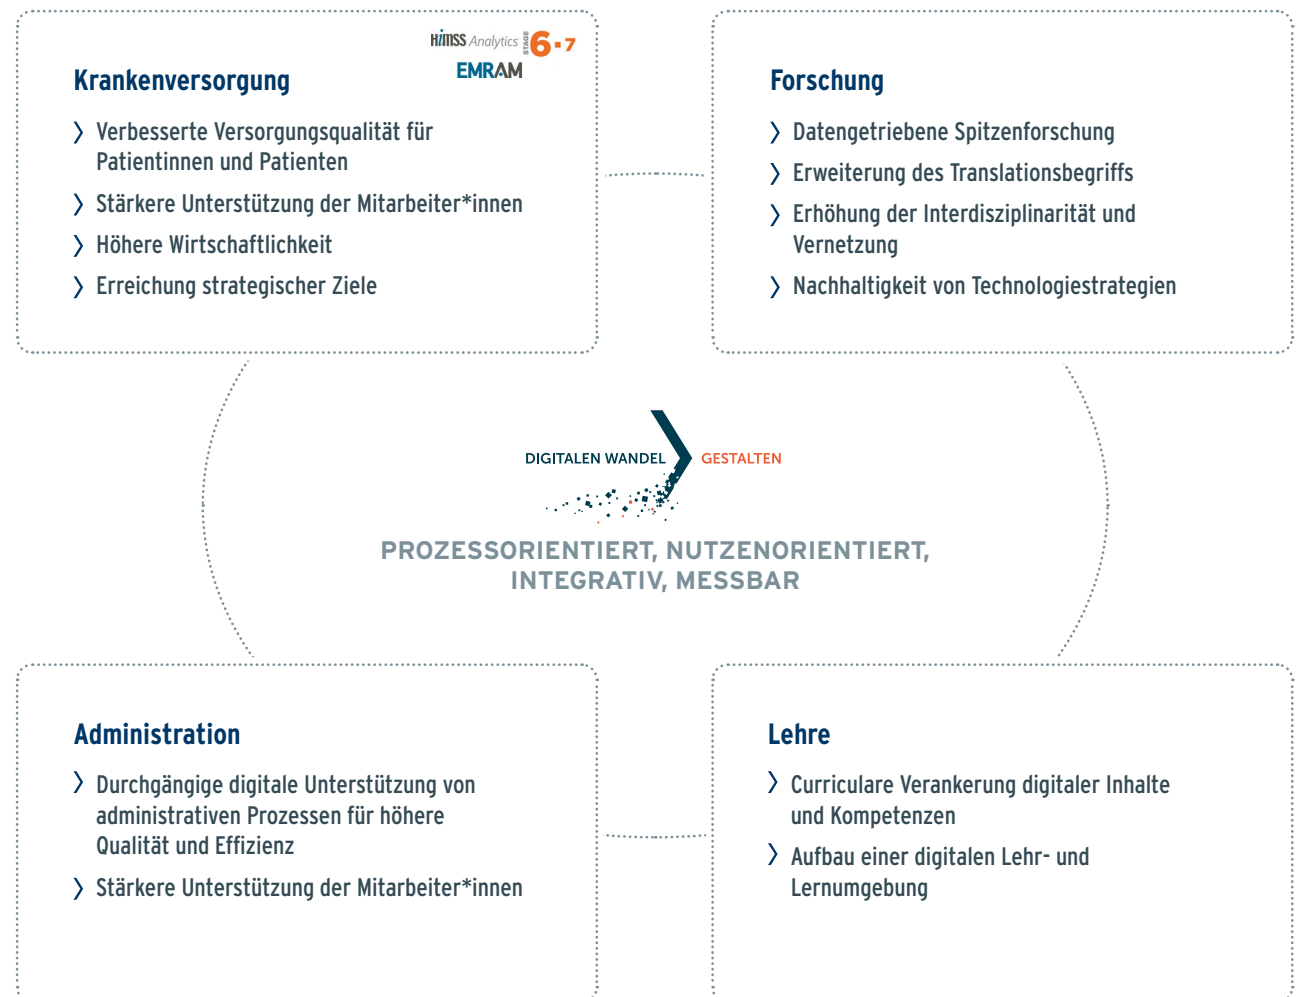 Krankenversorgung
HiMSS Analytics STAGE 6 - 7
EMRAM
Verbesserte Versorgungsqualität für
Patientinnen und Patienten
Stärkere Unterstützung der Mitarbeiter*innen
Höhere Wirtschaftlichkeit
Erreichung strategischer Ziele
Forschung
Datengetriebene Spitzenforschung
Erweiterung des Translationsbegriffs
Erhöhung der Interdisziplinarität und
Vernetzung
Nachhaltigkeit von Technologiestrategien
DIGITALEN WANDEL GESTALTEN
PROZESSORIENTIERT, NUTZENORIENTIERT,
INTEGRATIV, MESSBAR
Administration
Durchgängige digitale Unterstützung von
administrativen Prozessen für höhere
Qualität und Effizienz
Stärkere Unterstützung der Mitarbeiter*innen
Lehre
Curriculare Verankerung digitaler Inhalte
und Kompetenzen
Aufbau einer digitalen Lehr- und
Lernumgebung